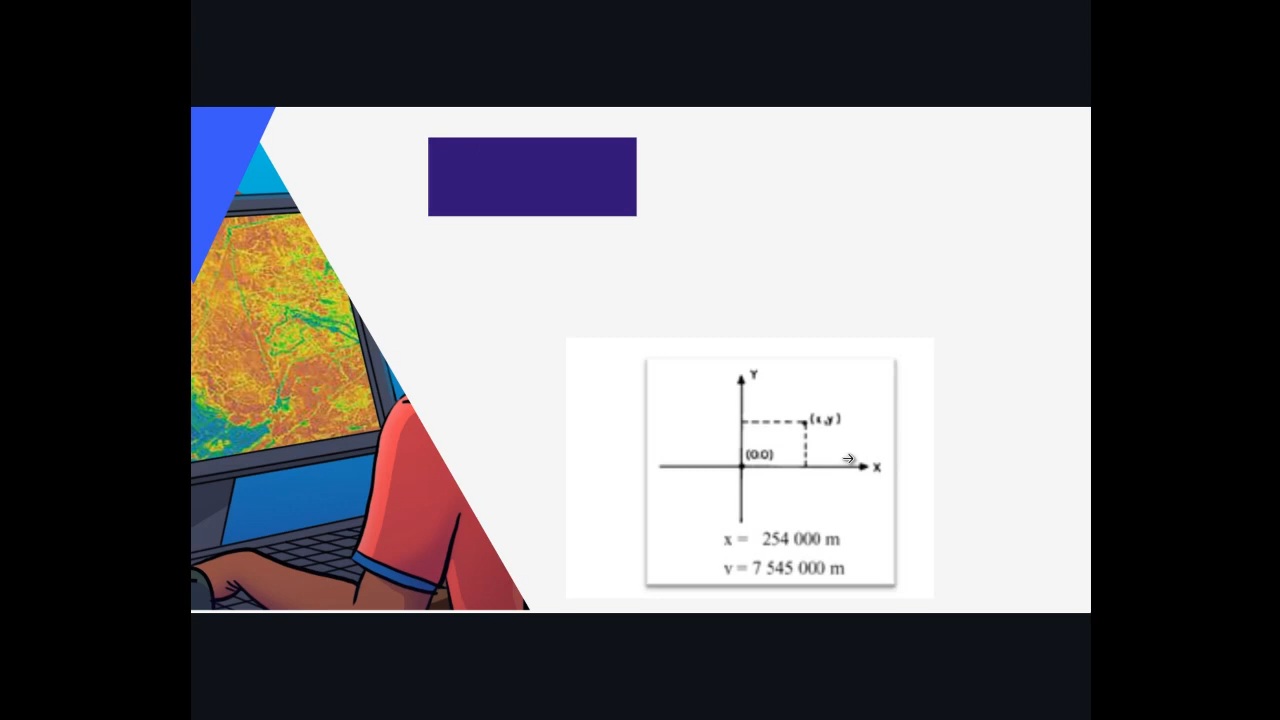 Y
(x,y)
(0,0)
X
x = 254 000 m
y = 7 545 000 m